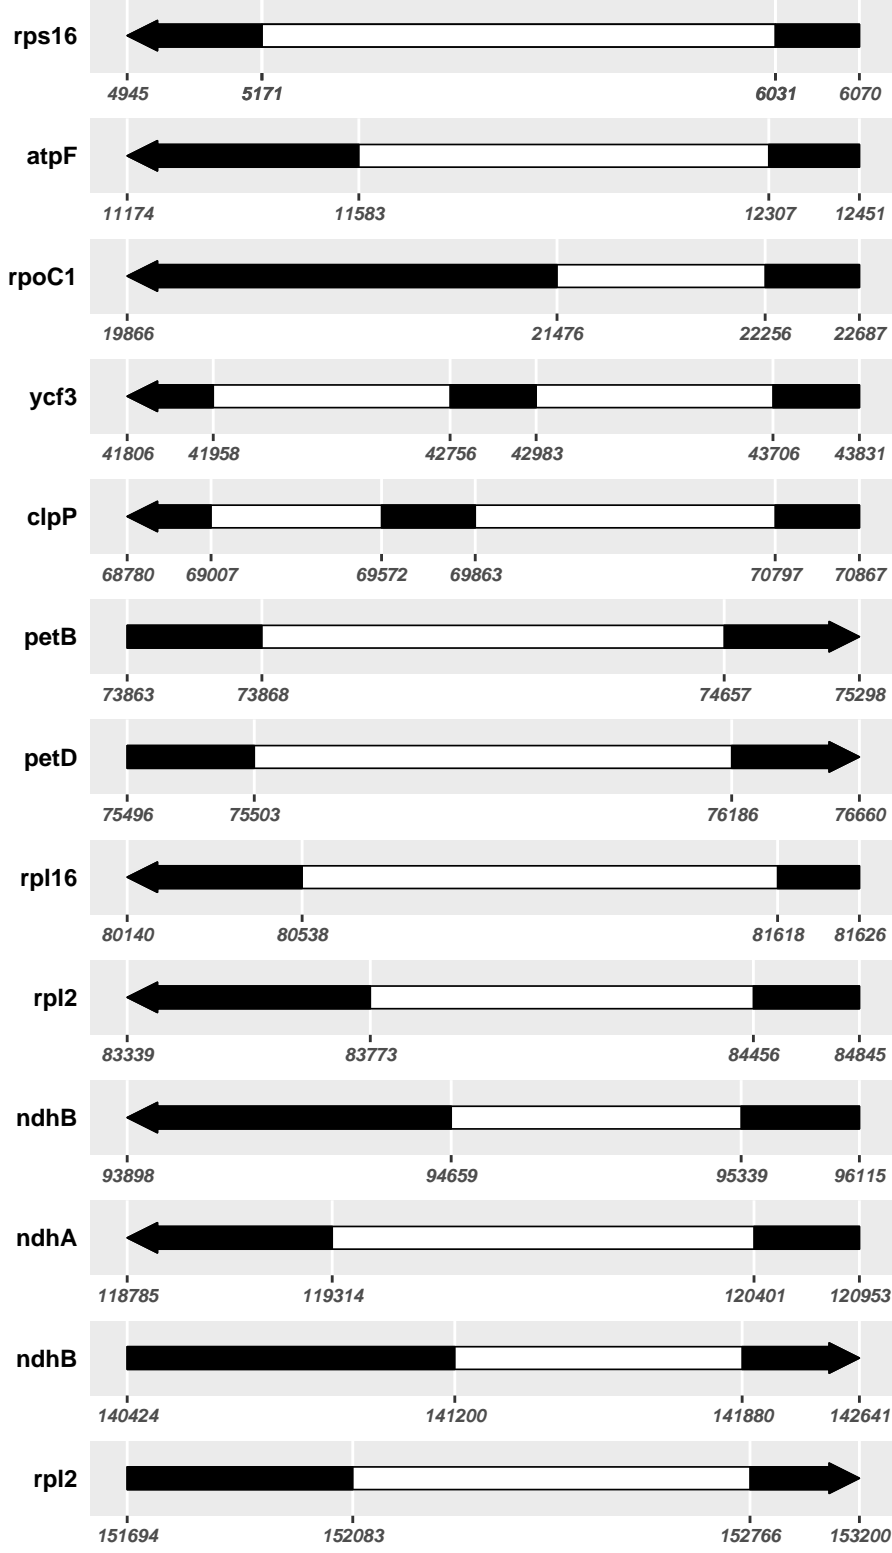 rps16
4945 5171 6031 6070
atpF
11174 11583 12307 12451
rpoC1
19866 21476 22256 22687
ycf3
41806 41958 42756 42983 43706 43831
clpP
68780 69007 69572 69863 70797 70867
petB
73863 73868 74657 75298
petD
75496 75503 76186 76660
rpl16
80140 80538 81618 81626
rpl2
83339 83773 84456 84845
ndhB
93898 94659 95339 96115
ndhA
118785 119314 120401 120953
ndhB
140424 141200 141880 142641
rpl2
151694 152083 152766 153200